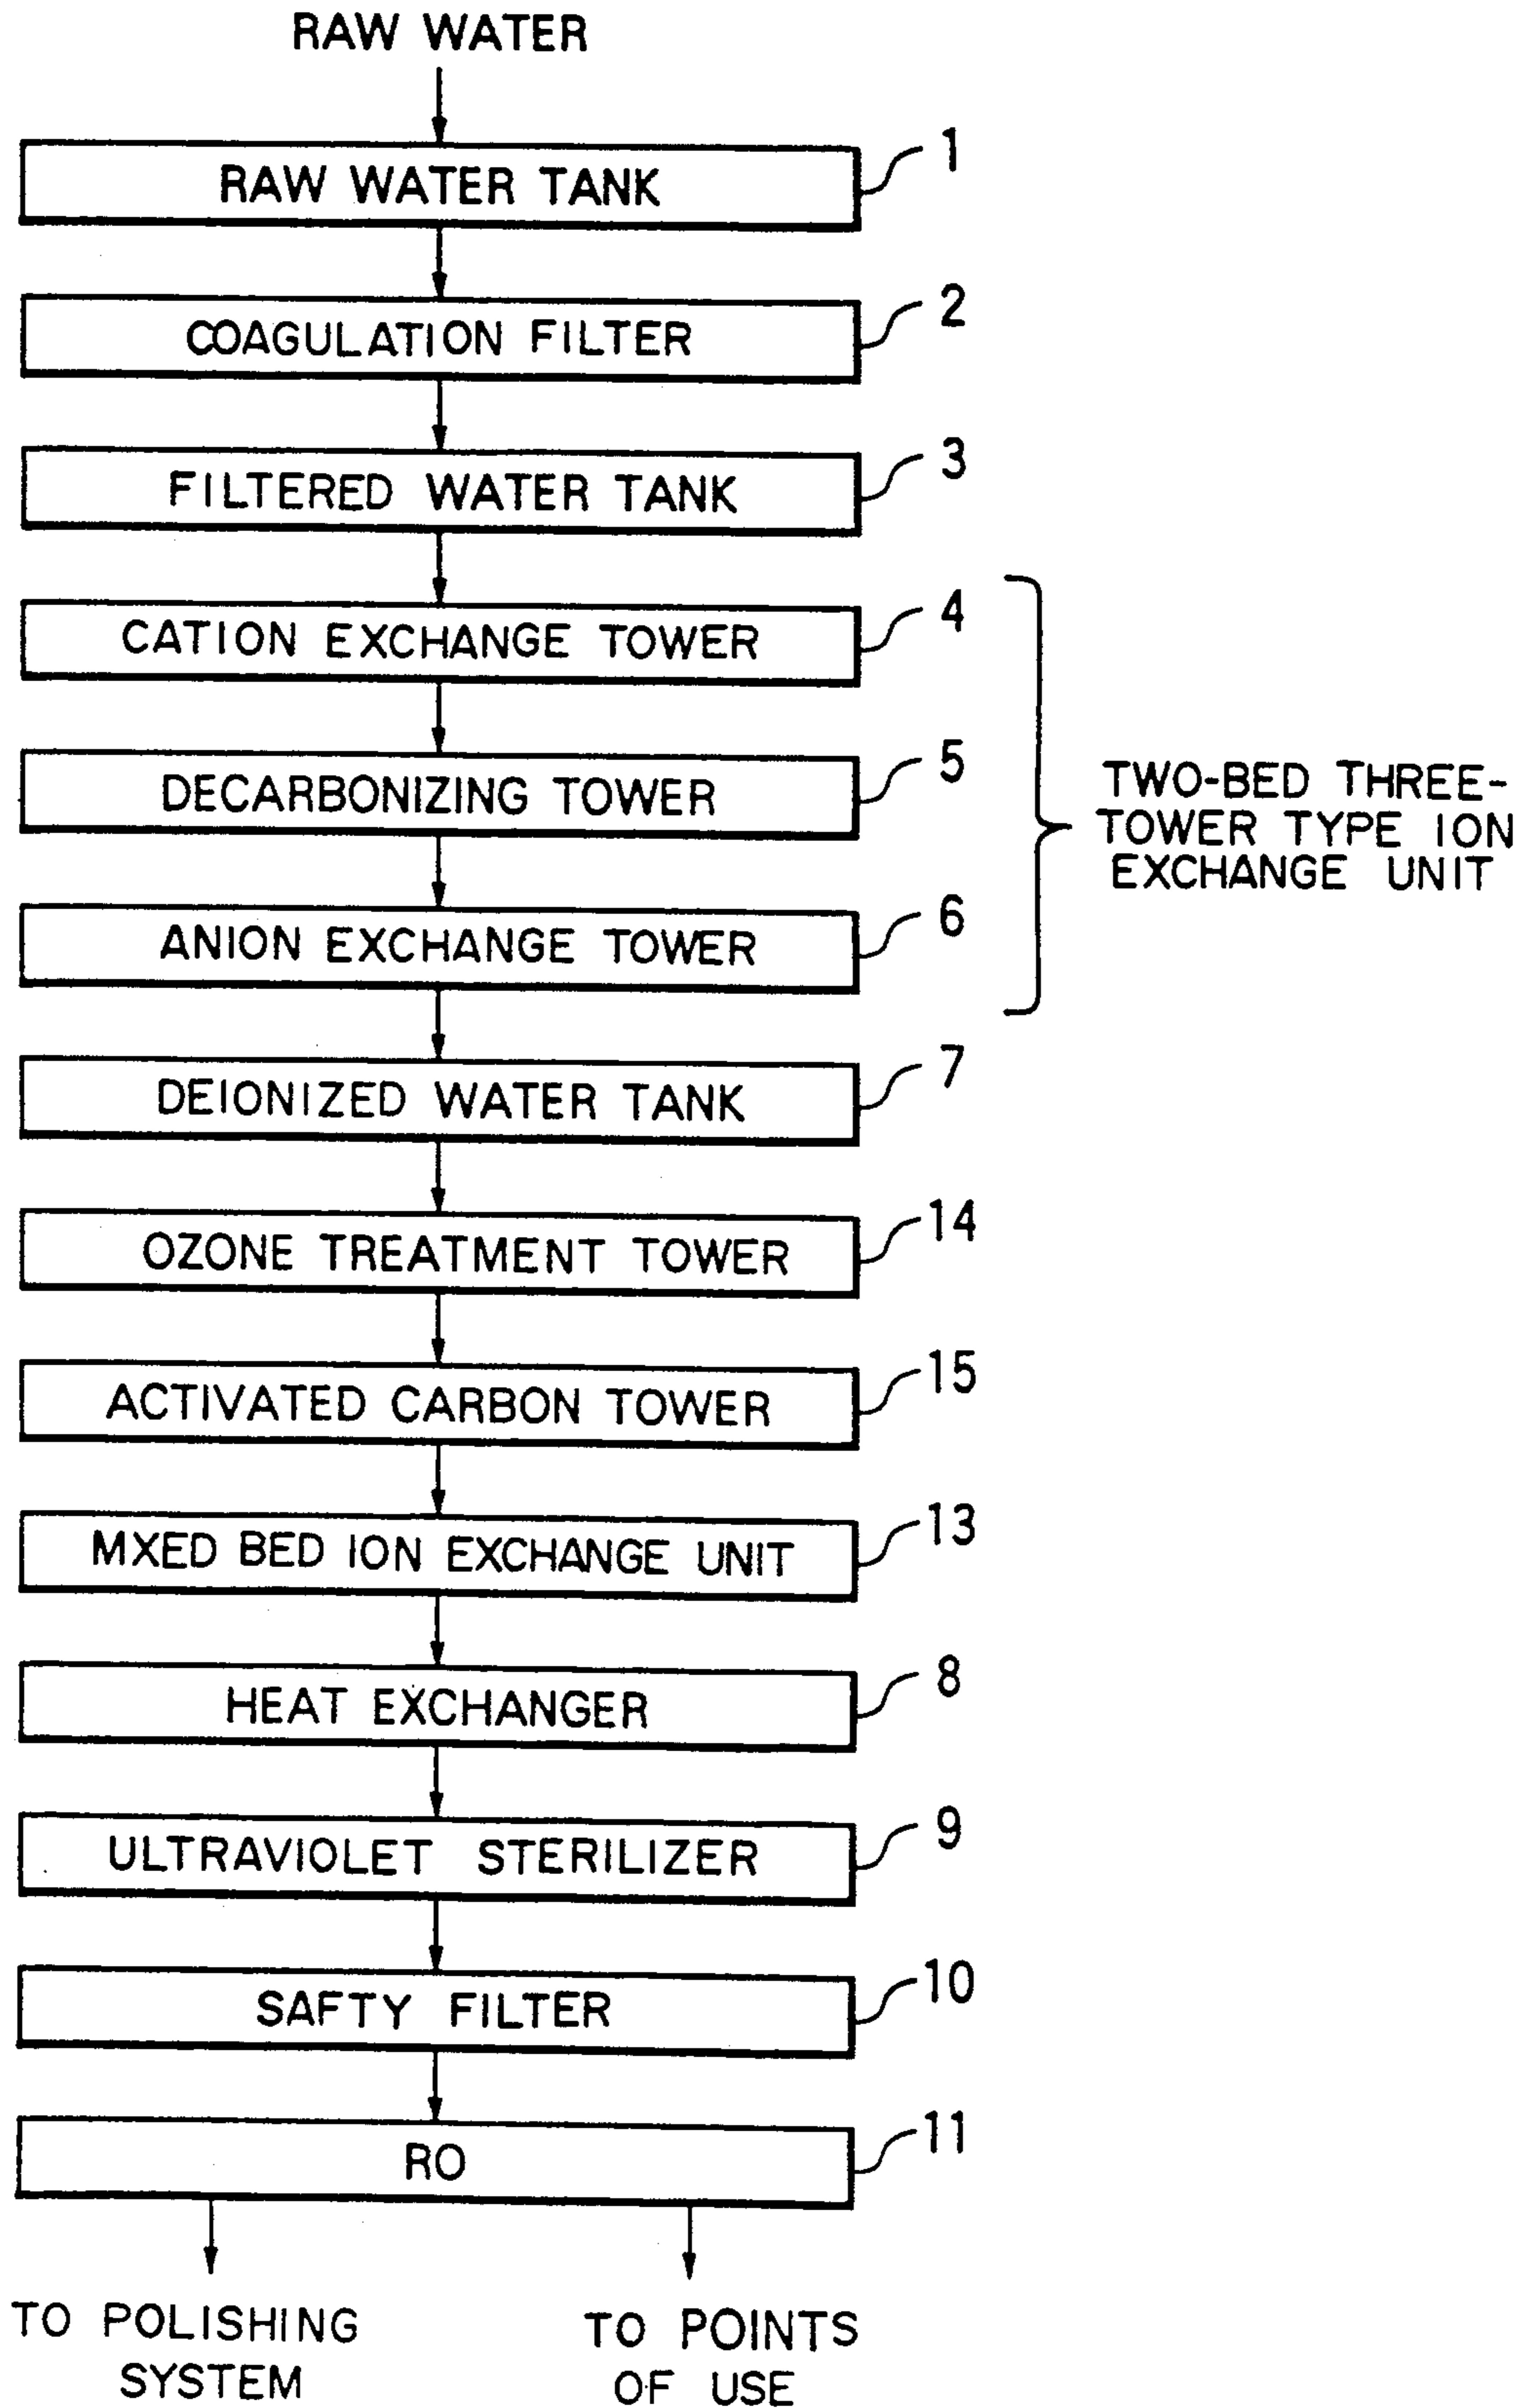 RAW WATER
RAW WATER TANK
1
COAGULATION FILTER
2
FILTERED WATER TANK
3
CATION EXCHANGE TOWER
4
DECARBONIZING TOWER
5
ANION EXCHANGE TOWER
6
TWO-BED THREE-
TOWER TYPE ION
EXCHANGE UNIT
DEIONIZED WATER TANK
7
OZONE TREATMENT TOWER
14
ACTIVATED CARBON TOWER
15
MXED BED ION EXCHANGE UNIT
13
HEAT EXCHANGER
8
ULTRAVIOLET STERILIZER
9
SAFTY FILTER
10
RO
11
TO POLISHING
SYSTEM
TO POINTS
OF USE